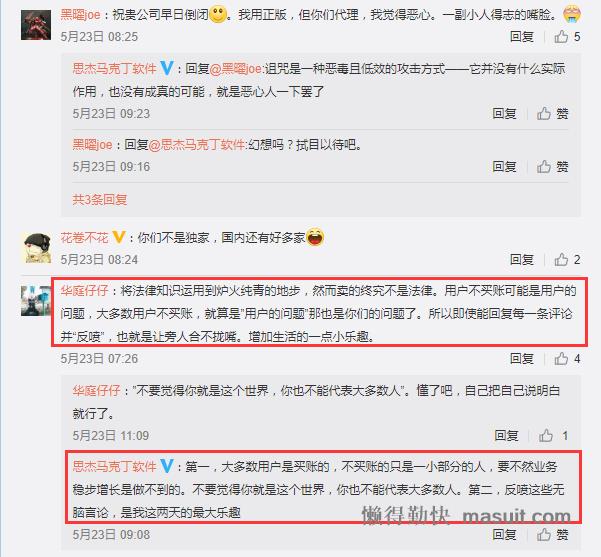 黑曜joe：祝贵公司早日倒闭。我用正版，但你们代理，我觉得恶心。一副小人得志的嘴脸。
5月23日 08:25
回复 5
思杰马克丁软件：回复@黑曜joe:诅咒是一种恶毒且低效的攻击方式——它并没有什么实际
作用，也没有成真的可能，就是恶心人一下罢了
5月23日 09:23
回复 赞
黑曜joe：回复@思杰马克丁软件:幻想吗？拭目以待吧。
5月23日 09:16
回复 赞
共3条回复
花卷不花：你们不是独家，国内还有好多家
5月23日 08:24
回复 2
华庭仔仔：将法律知识运用到炉火纯青的地步，然而卖的终究不是法律。用户不买账可能是用户的
问题，大多数用户不买账，就算是"用户的问题"那也是你们的问题了。所以即使能回复每一条评论
并“反喷”，也就是让旁人合不拢嘴。增加生活的一点小乐趣。
5月23日 07:26
回复 4
华庭仔仔："不要觉得你就是这个世界，你也不能代表大多数人"。懂了吧，自己把自己说明白
就行了。
5月23日 11:09
回复 1
思杰马克丁软件：第一，大多数用户是买账的，不买账的只是一小部分的人，要不然业务
稳步增长是做不到的。不要觉得你就是这个世界，你也不能代表大多数人。第二，反喷这些无
脑言论，是我这两天的最大乐趣
懒得勤快 masuit.com
5月23日 09:08
回复 赞